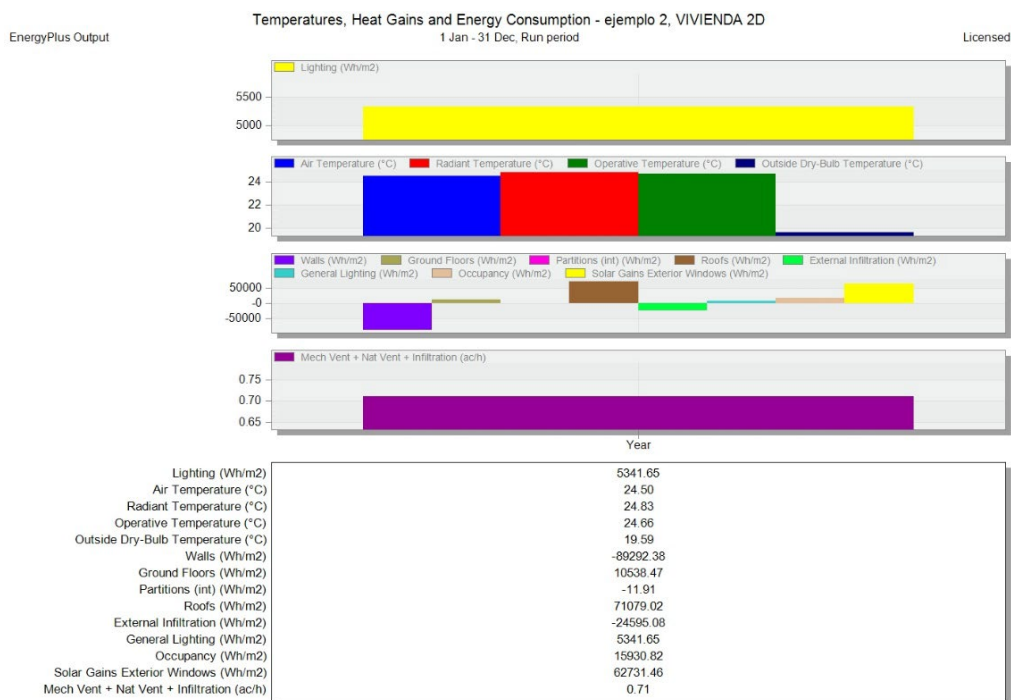 Temperatures, Heat Gains and Energy Consumption - ejemplo 2, VIVIENDA 2D
EnergyPlus Output 1 Jan - 31 Dec, Run period Licensed
Lighting (Wh/m2)
5500
5000
Air Temperature (°C) Radiant Temperature (°C) Operative Temperature (°C) Outside Dry-Bulb Temperature (°C)
24
22
20
Walls (Wh/m2) Ground Floors (Wh/m2) Partitions (int) (Wh/m2) Roofs (Wh/m2) External Infiltration (Wh/m2)
General Lighting (Wh/m2) Occupancy (Wh/m2) Solar Gains Exterior Windows (Wh/m2)
50000
-0
-50000
Mech Vent + Nat Vent + Infiltration (ac/h)
0.75
0.70
0.65
Year
Lighting (Wh/m2) 5341.65
Air Temperature (°C) 24.50
Radiant Temperature (°C) 24.83
Operative Temperature (°C) 24.66
Outside Dry-Bulb Temperature (°C) 19.59
Walls (Wh/m2) -89292.38
Ground Floors (Wh/m2) 10538.47
Partitions (int) (Wh/m2) -11.91
Roofs (Wh/m2) 71079.02
External Infiltration (Wh/m2) -24595.08
General Lighting (Wh/m2) 5341.65
Occupancy (Wh/m2) 15930.82
Solar Gains Exterior Windows (Wh/m2) 62731.46
Mech Vent + Nat Vent + Infiltration (ac/h) 0.71